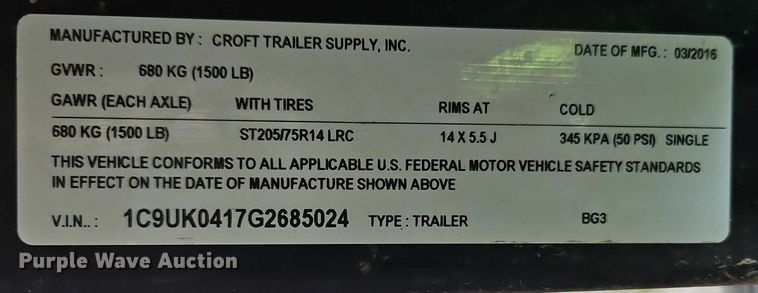 MANUFACTURED BY: CROFT TRAILER SUPPLY, INC. DATE OF MFG.: 03/2016
GVWR: 680 KG (1500 LB)
GAWR (EACH AXLE) WITH TIRES RIMS AT COLD
680 KG (1500 LB) ST205/75R14 LRC 14 X 5.5 J 345 KPA (50 PSI) SINGLE
THIS VEHICLE CONFORMS TO ALL APPLICABLE U.S. FEDERAL MOTOR VEHICLE SAFETY STANDARDS
IN EFFECT ON THE DATE OF MANUFACTURE SHOWN ABOVE
V.I.N..: 1C9UK0417G2685024 TYPE: TRAILER BG3
Purple Wave Auction